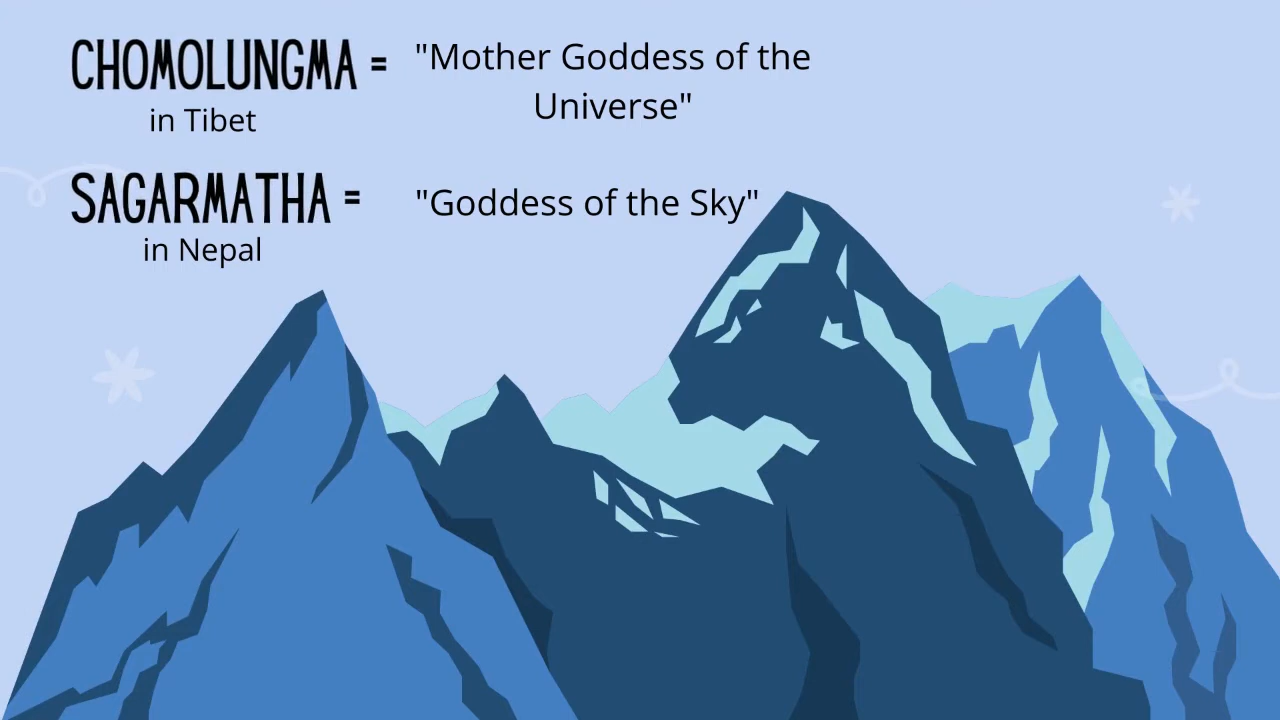 CHOMOLUNGMA = "Mother Goddess of the
Universe"
in Tibet
SAGARMATHA = "Goddess of the Sky"
in Nepal